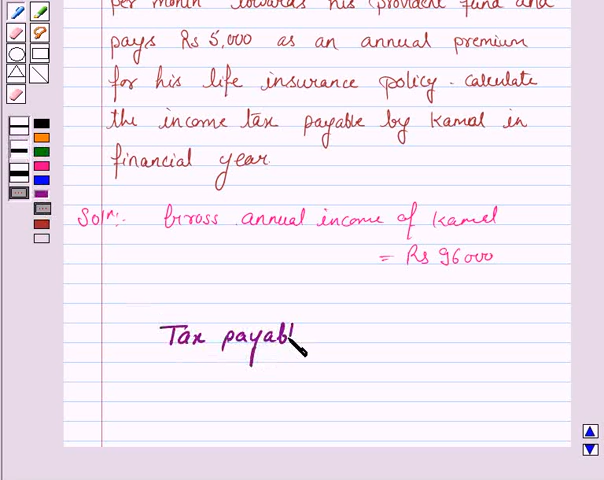 per month towards his provident fund and
pays Rs 5,000 as an annual premium
for his life insurance policy. Calculate
the income tax payable by Kamal in
financial year
Soln:. Gross annual income of Kamal
= Rs 96000
Tax payabl